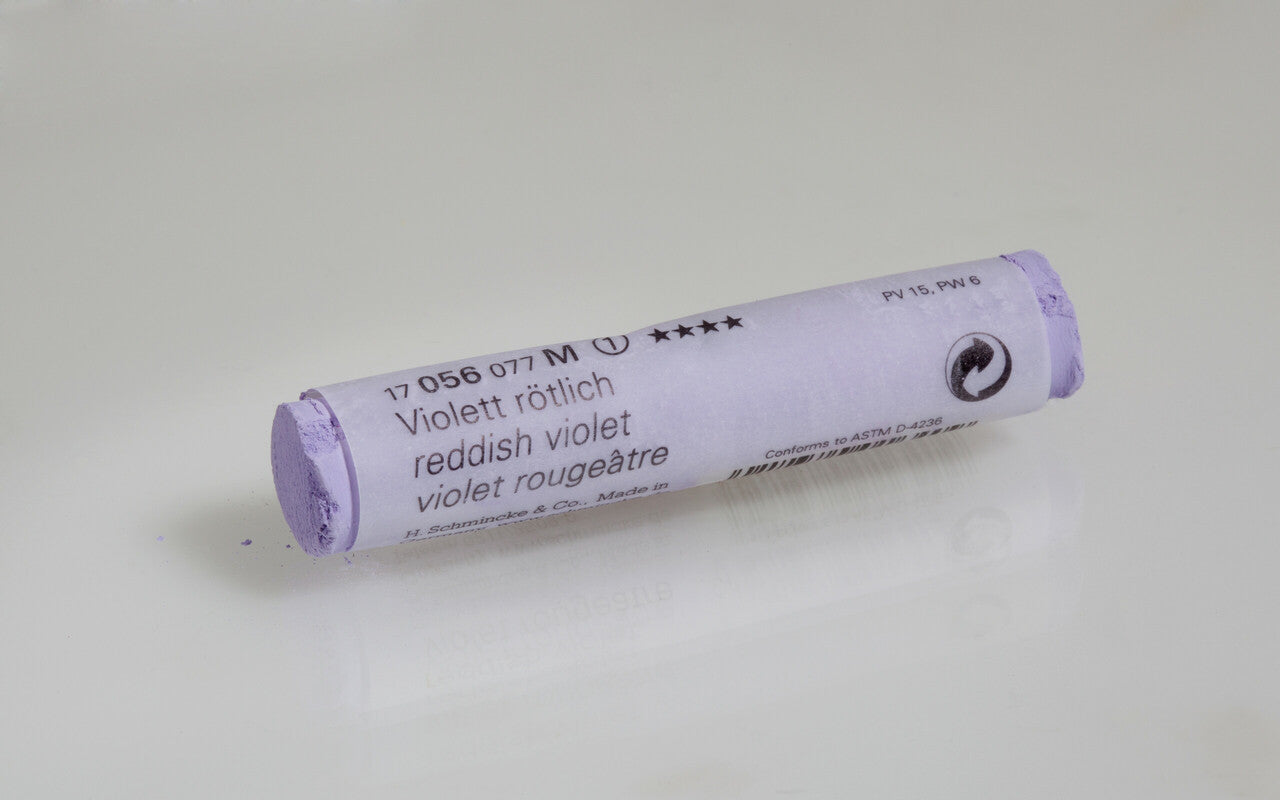 17 056 077 M ① ★★★★
Violett rötlich
reddish violet
violet rougeâtre
H. Schmincke & Co., Made in
PV 15, PW 6
Conforms to ASTM D-4236